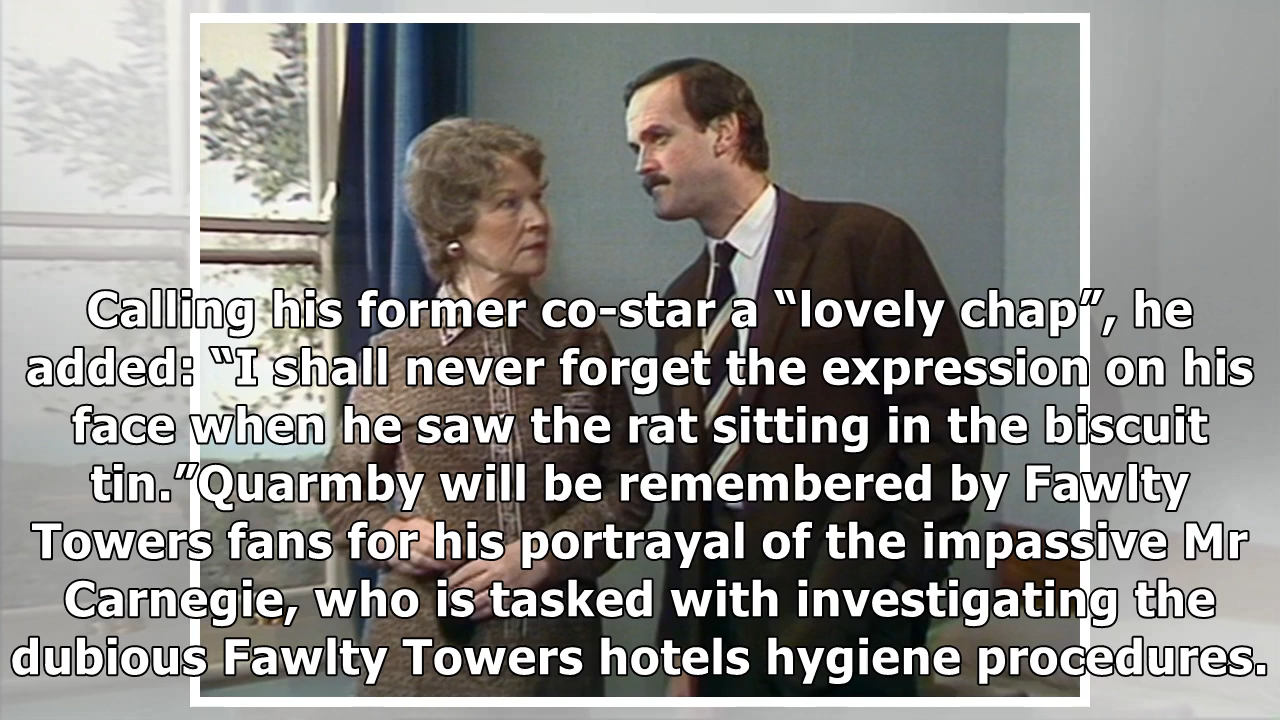 Calling his former co-star a “lovely chap”, he
added: “I shall never forget the expression on his
face when he saw the rat sitting in the biscuit
tin.”Quarmby will be remembered by Fawlty
Towers fans for his portrayal of the impassive Mr
Carnegie, who is tasked with investigating the
dubious Fawlty Towers hotels hygiene procedures.